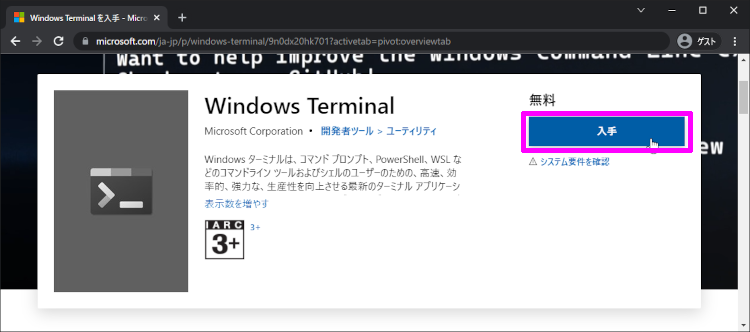 Windows Terminal を入手 - Micro
microsoft.com/ja-jp/p/windows-terminal/9n0dx20hk701?activetab=pivot:overviewtab
ゲスト
Want to help improve the Windows Command Line
Windows Terminal
Microsoft Corporation • 開発者ツール > ユーティリティ
Windows ターミナルは、コマンド プロンプト、PowerShell、WSL な
どのコマンドライン ツールおよびシェルのユーザーのための、高速、効
率的、強力な、生産性を向上させる最新のターミナル アプリケーシ
表示数を増やす
IARC
3+
3+
無料
入手
システム要件を確認